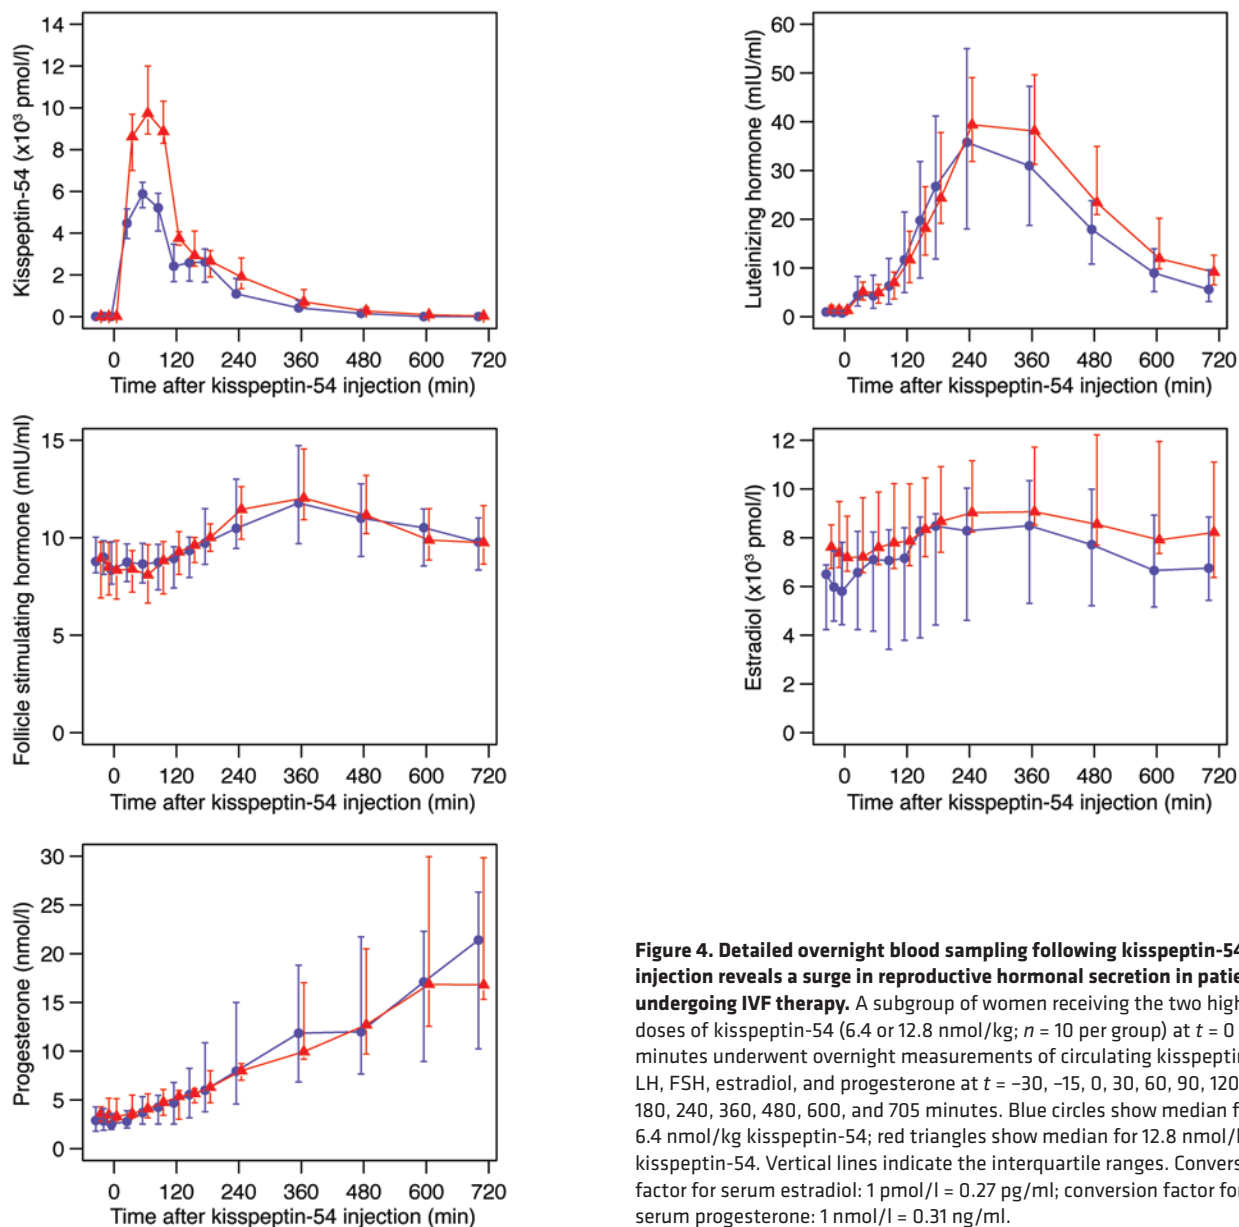 Kisspeptin-54 (x10³ pmol/l)
14
12
10
8
6
4
2
0
0 120 240 360 480 600 720
Time after kisspeptin-54 injection (min)
Luteinizing hormone (mIU/ml)
60
50
40
30
20
10
0
0 120 240 360 480 600 720
Time after kisspeptin-54 injection (min)
Follicle stimulating hormone (mIU/ml)
15
10
5
0
0 120 240 360 480 600 720
Time after kisspeptin-54 injection (min)
Estradiol (x10³ pmol/l)
12
10
8
6
4
2
0
0 120 240 360 480 600 720
Time after kisspeptin-54 injection (min)
Progesterone (nmol/l)
30
25
20
15
10
5
0
0 120 240 360 480 600 720
Time after kisspeptin-54 injection (min)
Figure 4. Detailed overnight blood sampling following kisspeptin-54
injection reveals a surge in reproductive hormonal secretion in patie
undergoing IVF therapy. A subgroup of women receiving the two high
doses of kisspeptin-54 (6.4 or 12.8 nmol/kg; n = 10 per group) at t = 0
minutes underwent overnight measurements of circulating kisspeptin
LH, FSH, estradiol, and progesterone at t = –30, –15, 0, 30, 60, 90, 120
180, 240, 360, 480, 600, and 705 minutes. Blue circles show median f
6.4 nmol/kg kisspeptin-54; red triangles show median for 12.8 nmol/l
kisspeptin-54. Vertical lines indicate the interquartile ranges. Convers
factor for serum estradiol: 1 pmol/l = 0.27 pg/ml; conversion factor for
serum progesterone: 1 nmol/l = 0.31 ng/ml.